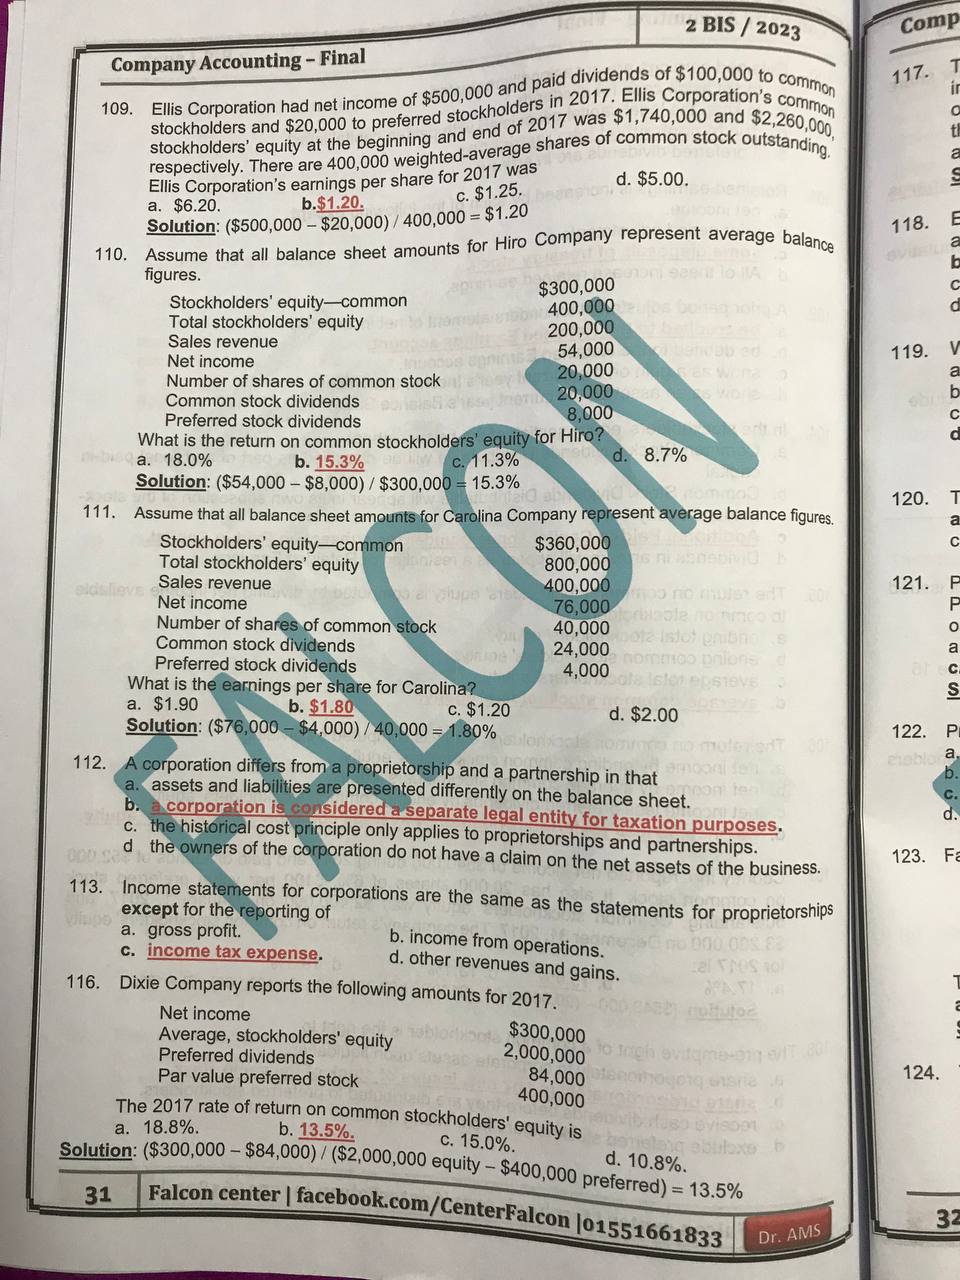 2 BIS / 2023
Company Accounting – Final
109. Ellis Corporation had net income of $500,000 and paid dividends of $100,000 to common
stockholders and $20,000 to preferred stockholders in 2017. Ellis Corporation's common
stockholders' equity at the beginning and end of 2017 was $1,740,000 and $2,260,000,
respectively. There are 400,000 weighted-average shares of common stock outstanding.
Ellis Corporation's earnings per share for 2017 was
a. $6.20. b.$1.20. c. $1.25. d. $5.00.
Solution: ($500,000 – $20,000) / 400,000 = $1.20
110. Assume that all balance sheet amounts for Hiro Company represent average balance
figures.
Stockholders' equity—common $300,000
Total stockholders' equity 400,000
Sales revenue 200,000
Net income 54,000
Number of shares of common stock 20,000
Common stock dividends 20,000
Preferred stock dividends 8,000
What is the return on common stockholders' equity for Hiro?
a. 18.0% b. 15.3% c. 11.3% d. 8.7%
Solution: ($54,000 – $8,000) / $300,000 = 15.3%
111. Assume that all balance sheet amounts for Carolina Company represent average balance figures.
Stockholders' equity—common $360,000
Total stockholders' equity 800,000
Sales revenue 400,000
Net income 76,000
Number of shares of common stock 40,000
Common stock dividends 24,000
Preferred stock dividends 4,000
What is the earnings per share for Carolina?
a. $1.90 b. $1.80 c. $1.20 d. $2.00
Solution: ($76,000 – $4,000) / 40,000 = 1.80%
112. A corporation differs from a proprietorship and a partnership in that
a. assets and liabilities are presented differently on the balance sheet.
b. a corporation is considered a separate legal entity for taxation purposes.
c. the historical cost principle only applies to proprietorships and partnerships.
d the owners of the corporation do not have a claim on the net assets of the business.
113. Income statements for corporations are the same as the statements for proprietorships
except for the reporting of
a. gross profit. b. income from operations.
c. income tax expense. d. other revenues and gains.
116. Dixie Company reports the following amounts for 2017.
Net income $300,000
Average, stockholders' equity 2,000,000
Preferred dividends 84,000
Par value preferred stock 400,000
The 2017 rate of return on common stockholders' equity is
a. 18.8%. b. 13.5%. c. 15.0%. d. 10.8%.
Solution: ($300,000 – $84,000) / ($2,000,000 equity – $400,000 preferred) = 13.5%
31 Falcon center | facebook.com/CenterFalcon |01551661833 Dr. AMS
FALCON
Comp
117. T
118. E
a
b
c
d
119. V
a
b
c
d
120. T
a
c
121. P
P
o
a
c.
S
122. P
a.
b.
c.
d.
123. Fa
124.
32